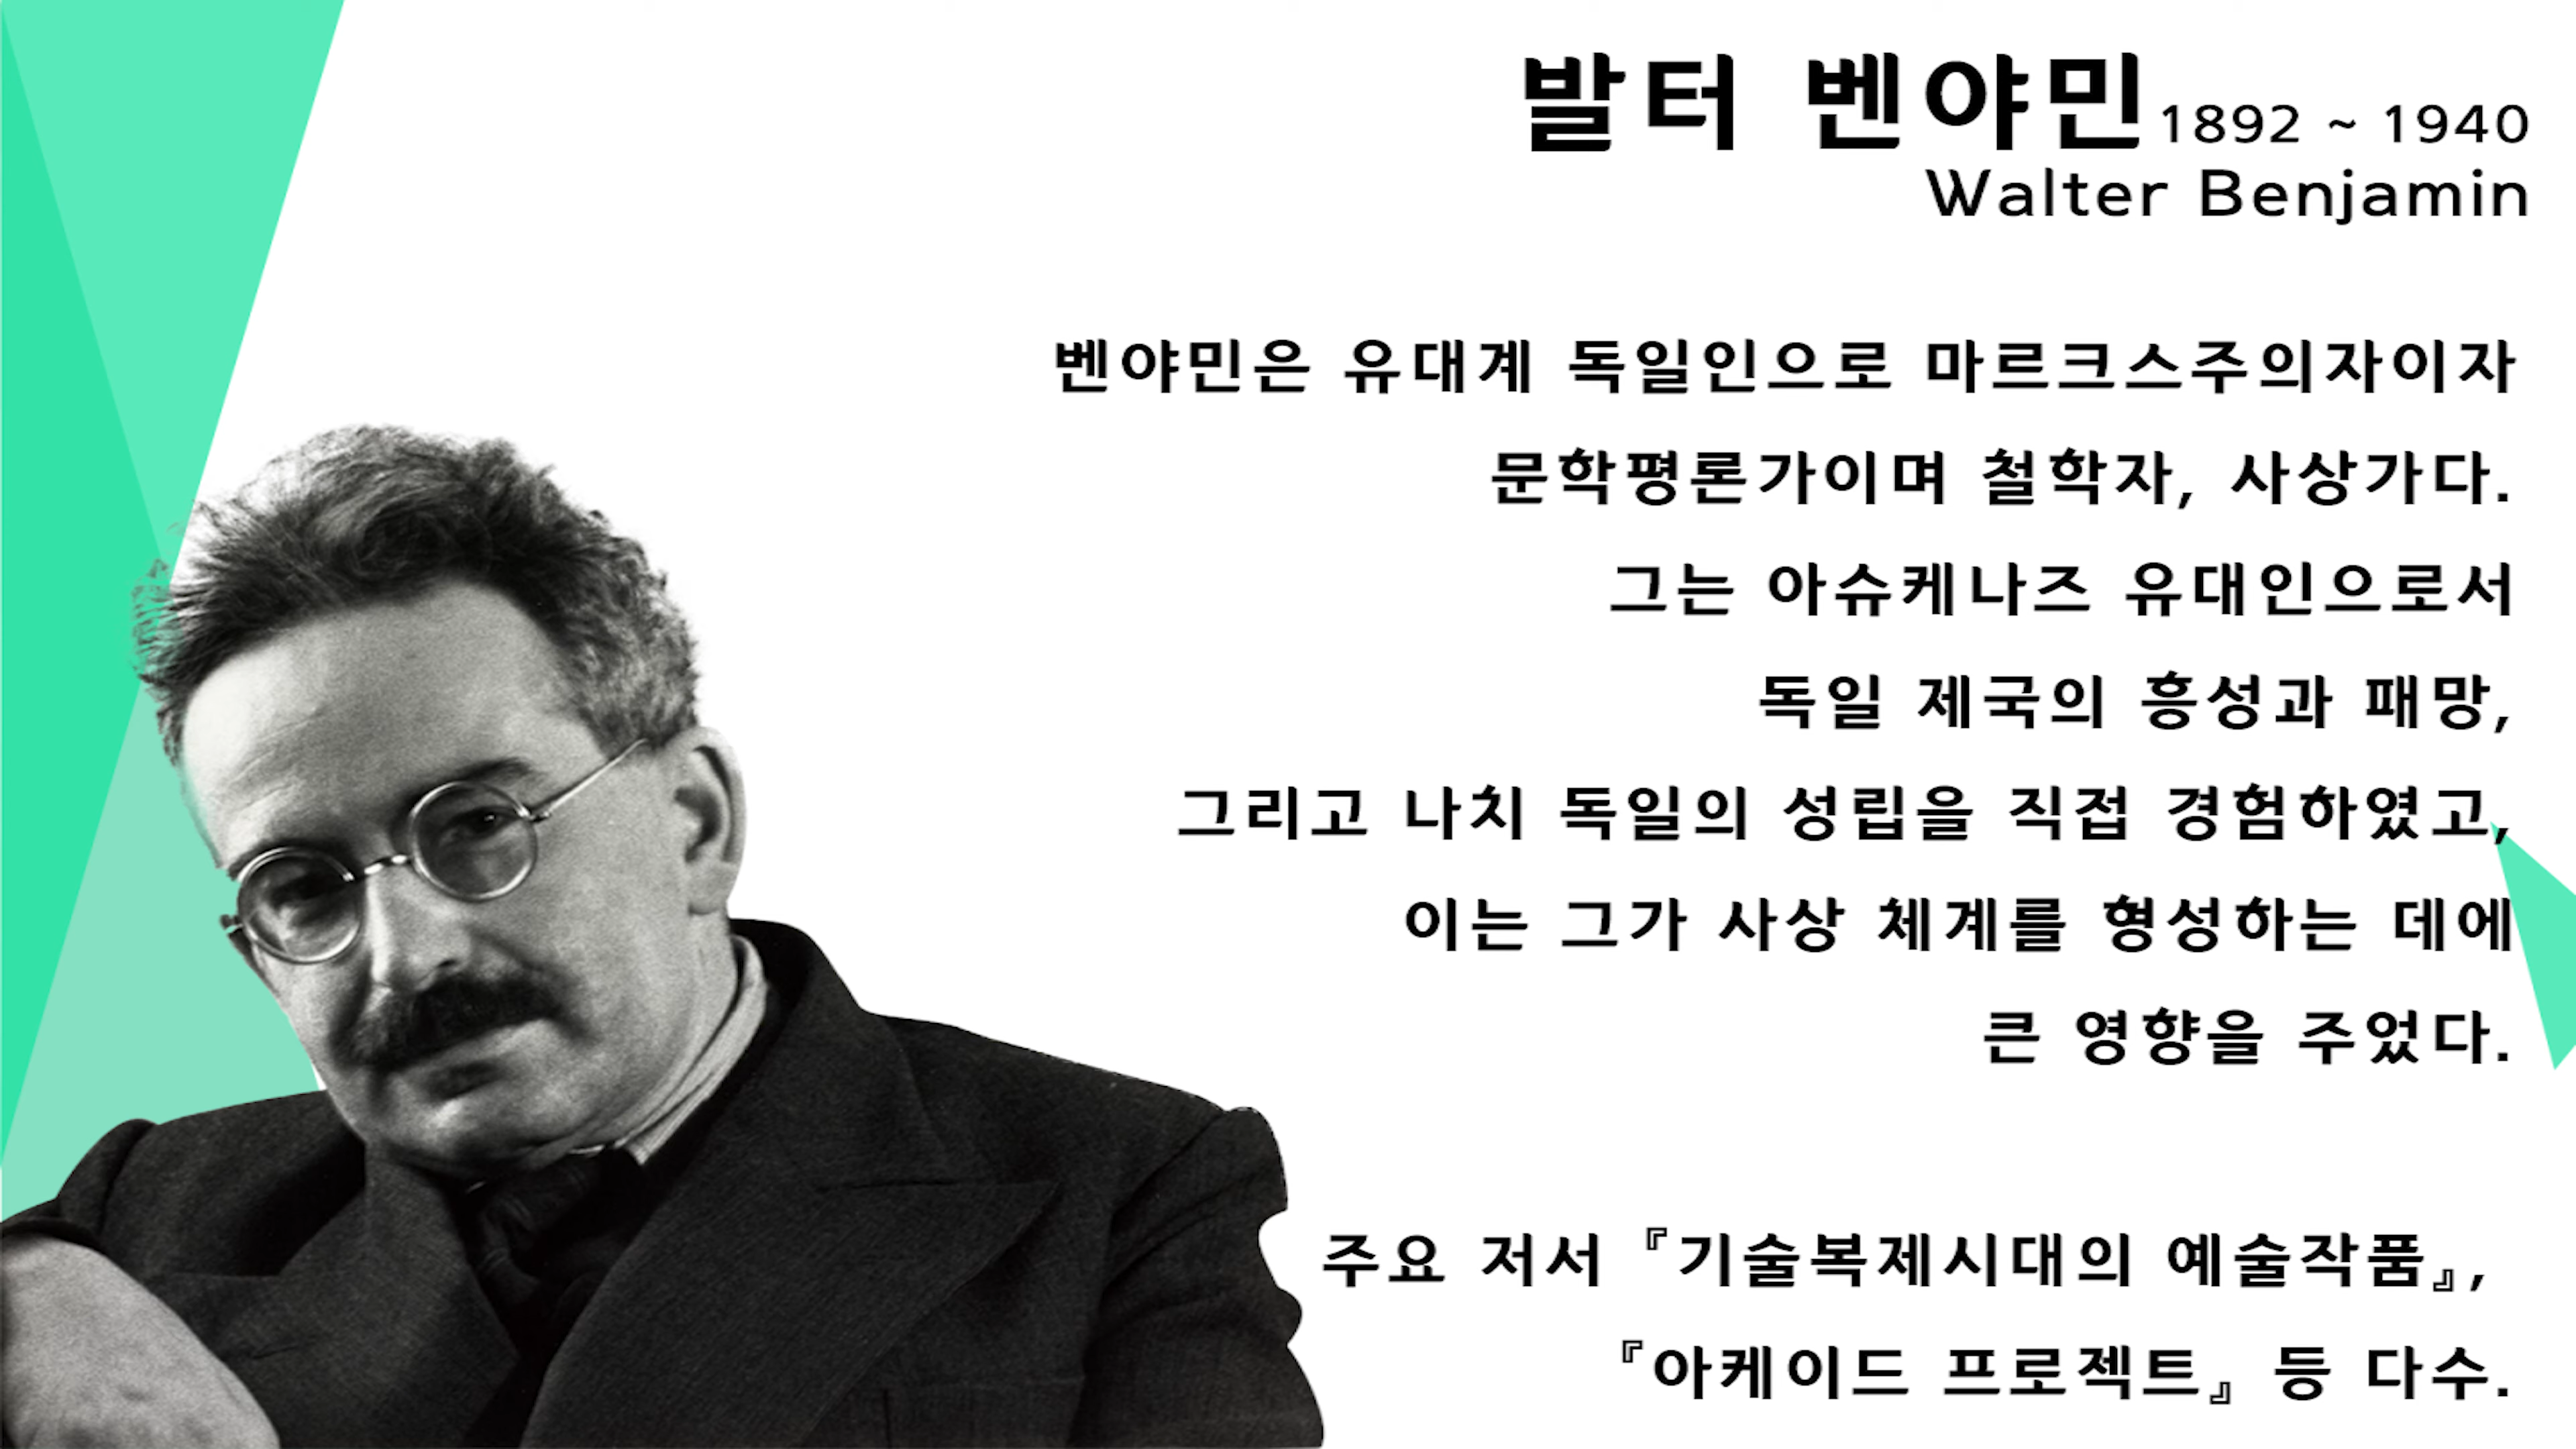 발터 벤야민 1892 ~ 1940
Walter Benjamin
벤야민은 유대계 독일인으로 마르크스주의자이자
문학평론가이며 철학자, 사상가다.
그는 아슈케나즈 유대인으로서
독일 제국의 흥성과 패망,
그리고 나치 독일의 성립을 직접 경험하였고,
이는 그가 사상 체계를 형성하는 데에
큰 영향을 주었다.
주요 저서 『기술복제시대의 예술작품』,
『아케이드 프로젝트』 등 다수.